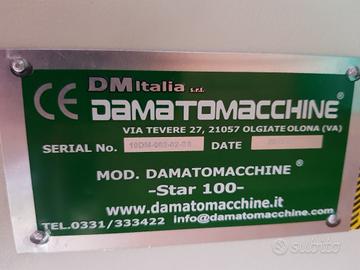 DMItalia s.r.l.
CE DAMATOMACCHINE®
VIA TEVERE 27, 21057 OLGIATE OLONA (VA)
SERIAL No. DATE
MOD. DAMATOMACCHINE®
-Star 100-
www.damatomacchine.it
TEL.0331/333422 info@damatomacchine.com
subito